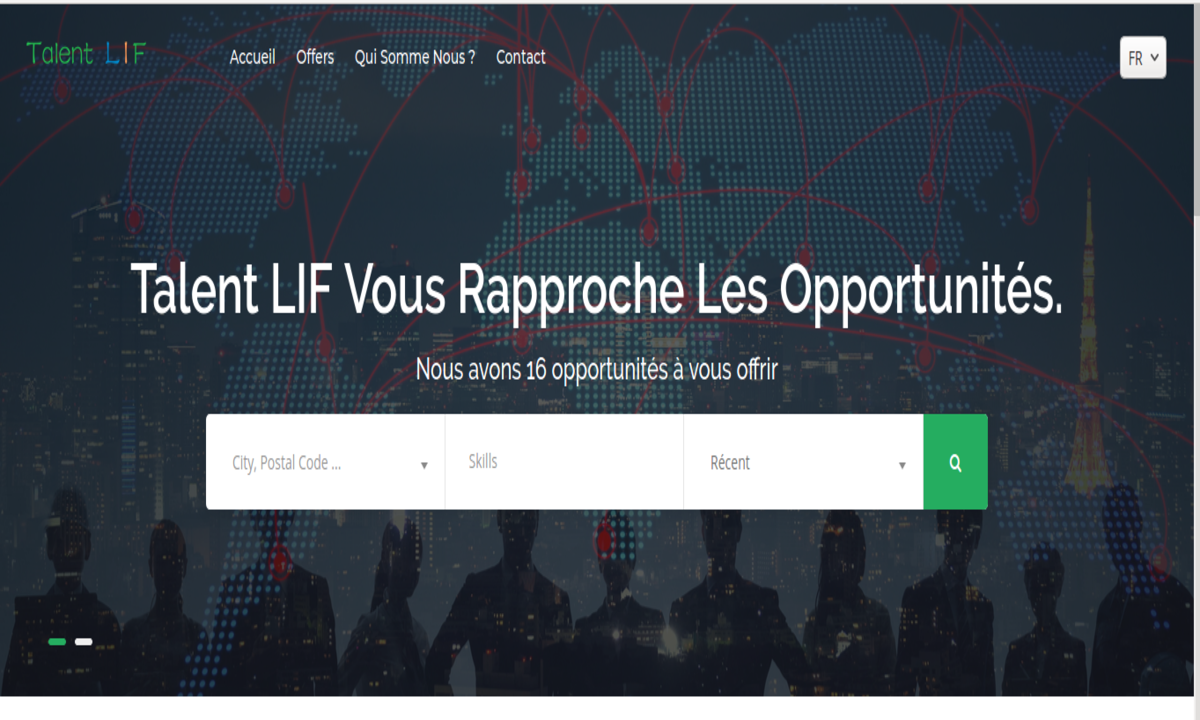 Talent LIF
Accueil Offers Qui Somme Nous ? Contact
FR
Talent LIF Vous Rapproche Les Opportunités.
Nous avons 16 opportunités à vous offrir
City, Postal Code ...
Skills
Récent